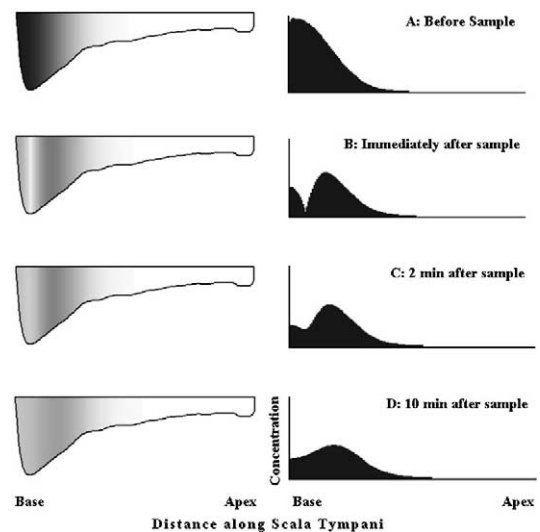 A: Before Sample
B: Immediately after sample
C: 2 min after sample
D: 10 min after sample
Concentration
Base
Apex
Base
Apex
Distance along Scala Tympani